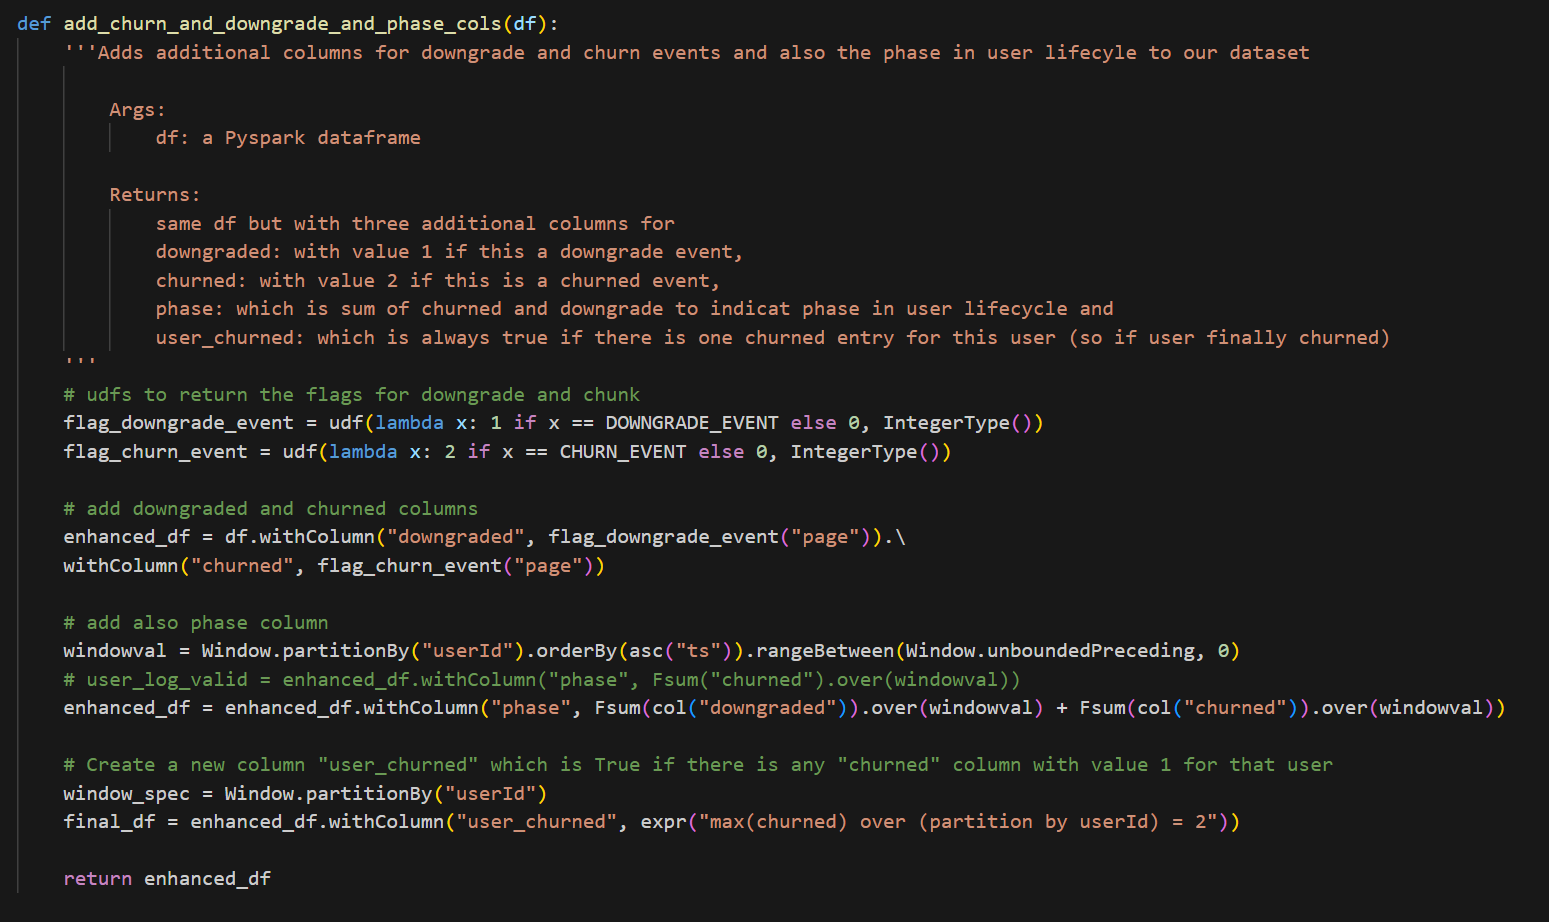 def add_churn_and_downgrade_and_phase_cols(df):
    '''Adds additional columns for downgrade and churn events and also the phase in user lifecyle to our dataset

        Args:
            df: a Pyspark dataframe

        Returns:
            same df but with three additional columns for
            downgraded: with value 1 if this a downgrade event,
            churned: with value 2 if this is a churned event,
            phase: which is sum of churned and downgrade to indicat phase in user lifecycle and
            user_churned: which is always true if there is one churned entry for this user (so if user finally churned)
    '''
    # udfs to return the flags for downgrade and chunk
    flag_downgrade_event = udf(lambda x: 1 if x == DOWNGRADE_EVENT else 0, IntegerType())
    flag_churn_event = udf(lambda x: 2 if x == CHURN_EVENT else 0, IntegerType())

    # add downgraded and churned columns
    enhanced_df = df.withColumn("downgraded", flag_downgrade_event("page")).\
    withColumn("churned", flag_churn_event("page"))

    # add also phase column
    windowval = Window.partitionBy("userId").orderBy(asc("ts")).rangeBetween(Window.unboundedPreceding, 0)
    # user_log_valid = enhanced_df.withColumn("phase", Fsum("churned").over(windowval))
    enhanced_df = enhanced_df.withColumn("phase", Fsum(col("downgraded")).over(windowval) + Fsum(col("churned")).over(windowval))

    # Create a new column "user_churned" which is True if there is any "churned" column with value 1 for that user
    window_spec = Window.partitionBy("userId")
    final_df = enhanced_df.withColumn("user_churned", expr("max(churned) over (partition by userId) = 2"))

    return enhanced_df